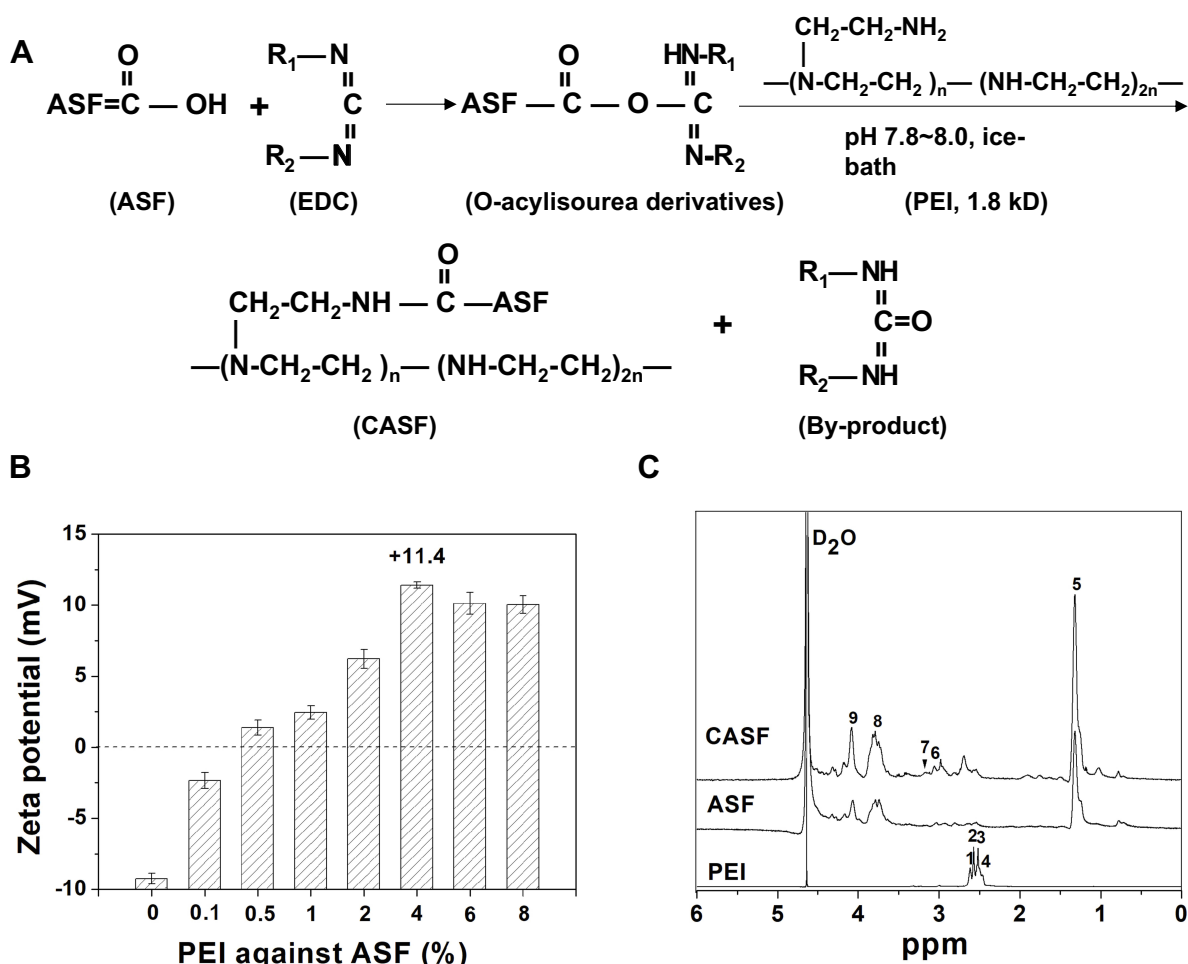 A
O
ASF=C — OH + R₁—N
=C=
R₂—N
(ASF)
(EDC)
O HN-R₁
ASF — C — O — C
N-R₂
(O-acylisourea derivatives)
CH₂-CH₂-NH₂
—(N-CH₂-CH₂ )ₙ— (NH-CH₂-CH₂)₂ₙ—
pH 7.8~8.0, ice-
bath
(PEI, 1.8 kD)
O
CH₂-CH₂-NH — C —ASF
—(N-CH₂-CH₂ )ₙ— (NH-CH₂-CH₂)₂ₙ—
(CASF)
+
R₁— NH
C=O
R₂—NH
(By-product)
B
Zeta potential (mV)
15
10
5
0
-5
-10
+11.4
0 0.1 0.5 1 2 4 6 8
PEI against ASF (%)
C
D₂O
5
CASF
9 8 7 6
ASF
PEI
1 2 3 4
6 5 4 3 2 1 0
ppm